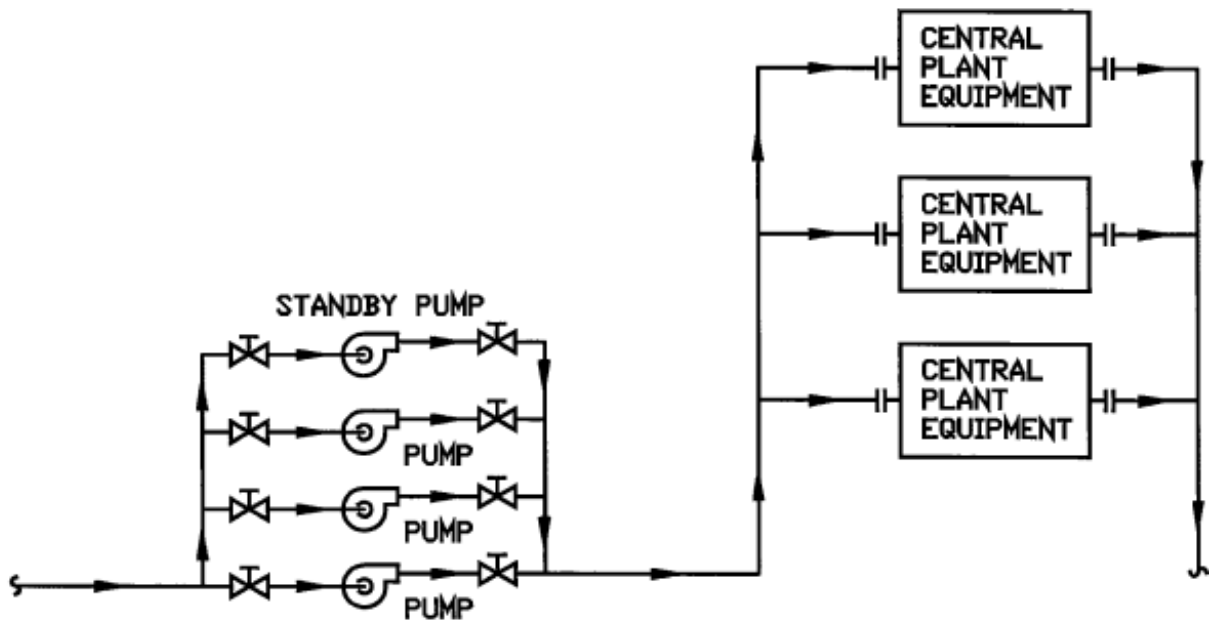 CENTRAL
PLANT
EQUIPMENT
CENTRAL
PLANT
EQUIPMENT
STANDBY PUMP
CENTRAL
PLANT
EQUIPMENT
PUMP
PUMP
PUMP